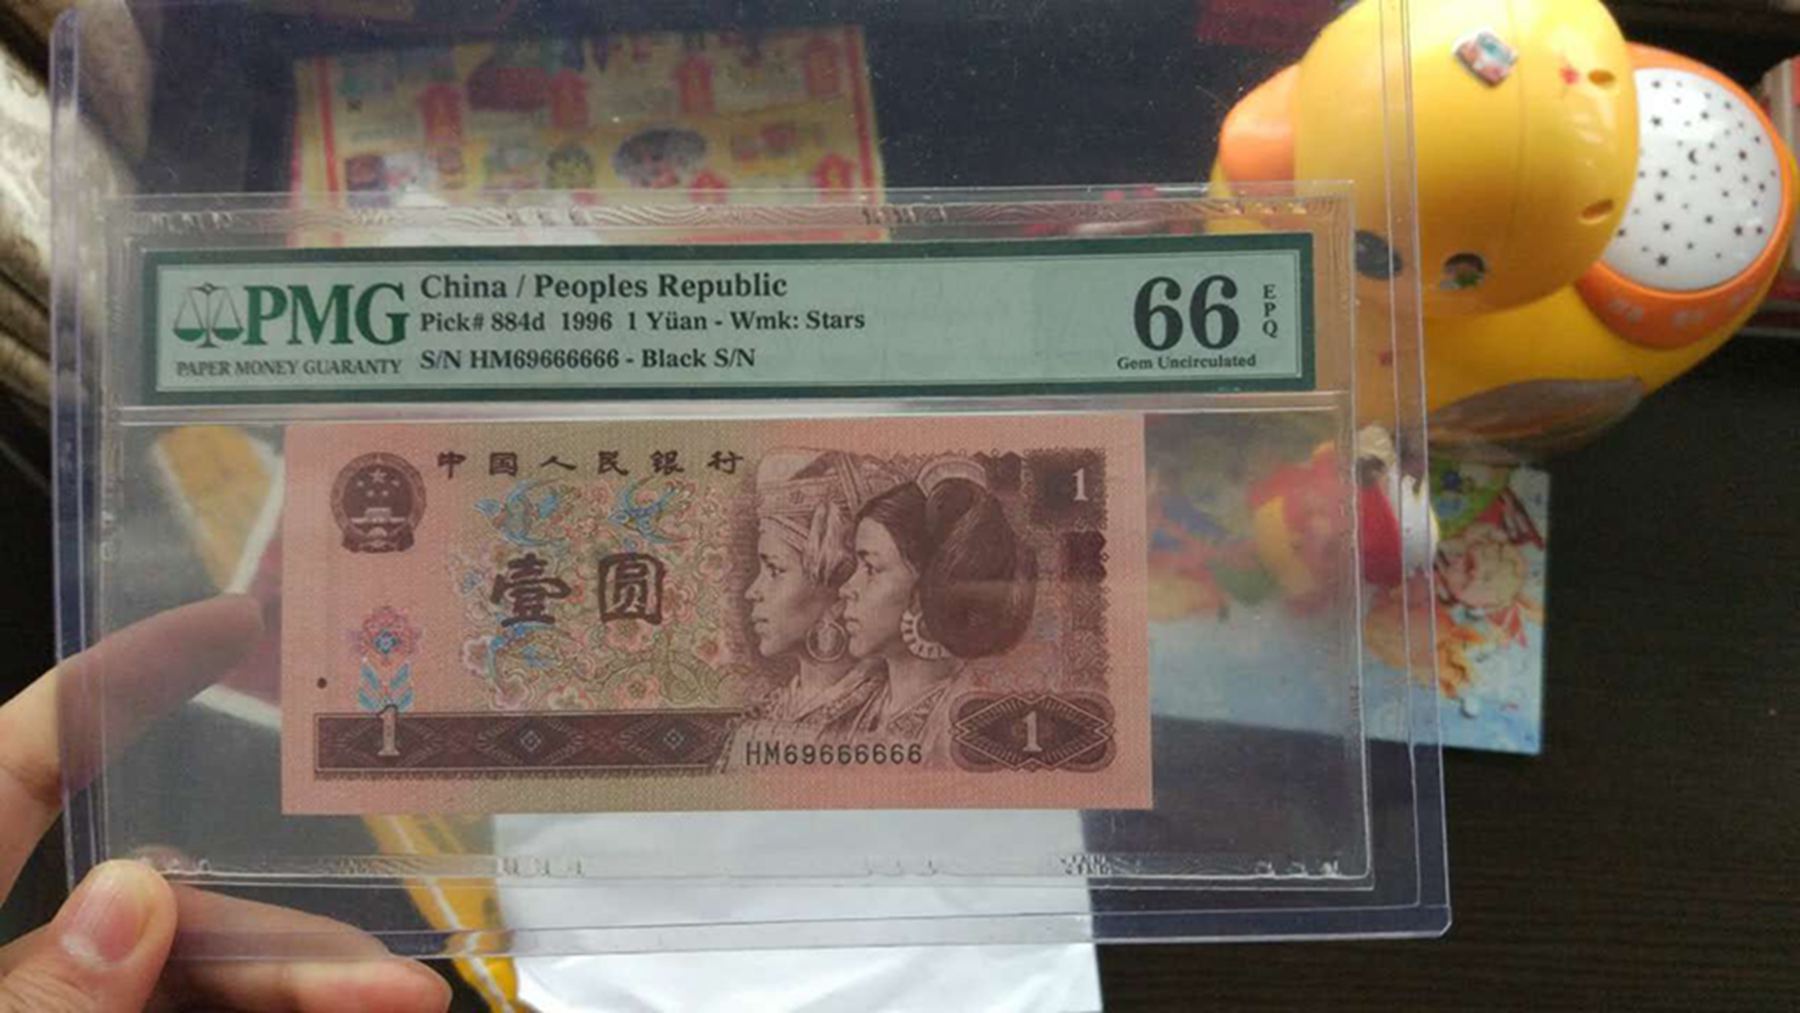 PMG
PAPER MONEY GUARANTY
China / Peoples Republic
Pick# 884d 1996 1 Yüan - Wmk: Stars
S/N HM69666666 - Black S/N
66
EPQ
Gem Uncirculated
中国人民银行
1
壹圆
1
HM69666666
1